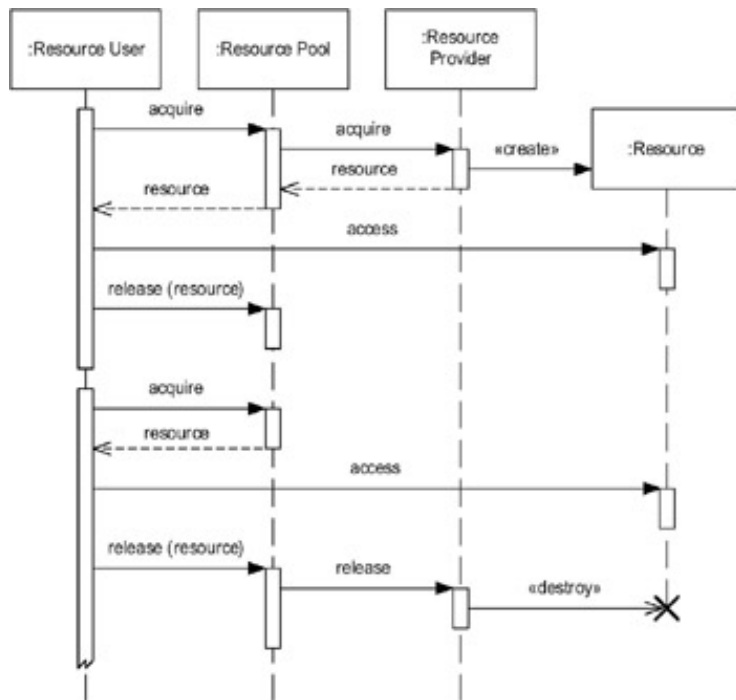 :Resource User
:Resource Pool
:Resource
Provider
acquire
acquire
«create»
:Resource
resource
resource
access
release (resource)
acquire
resource
access
release (resource)
release
«destroy»